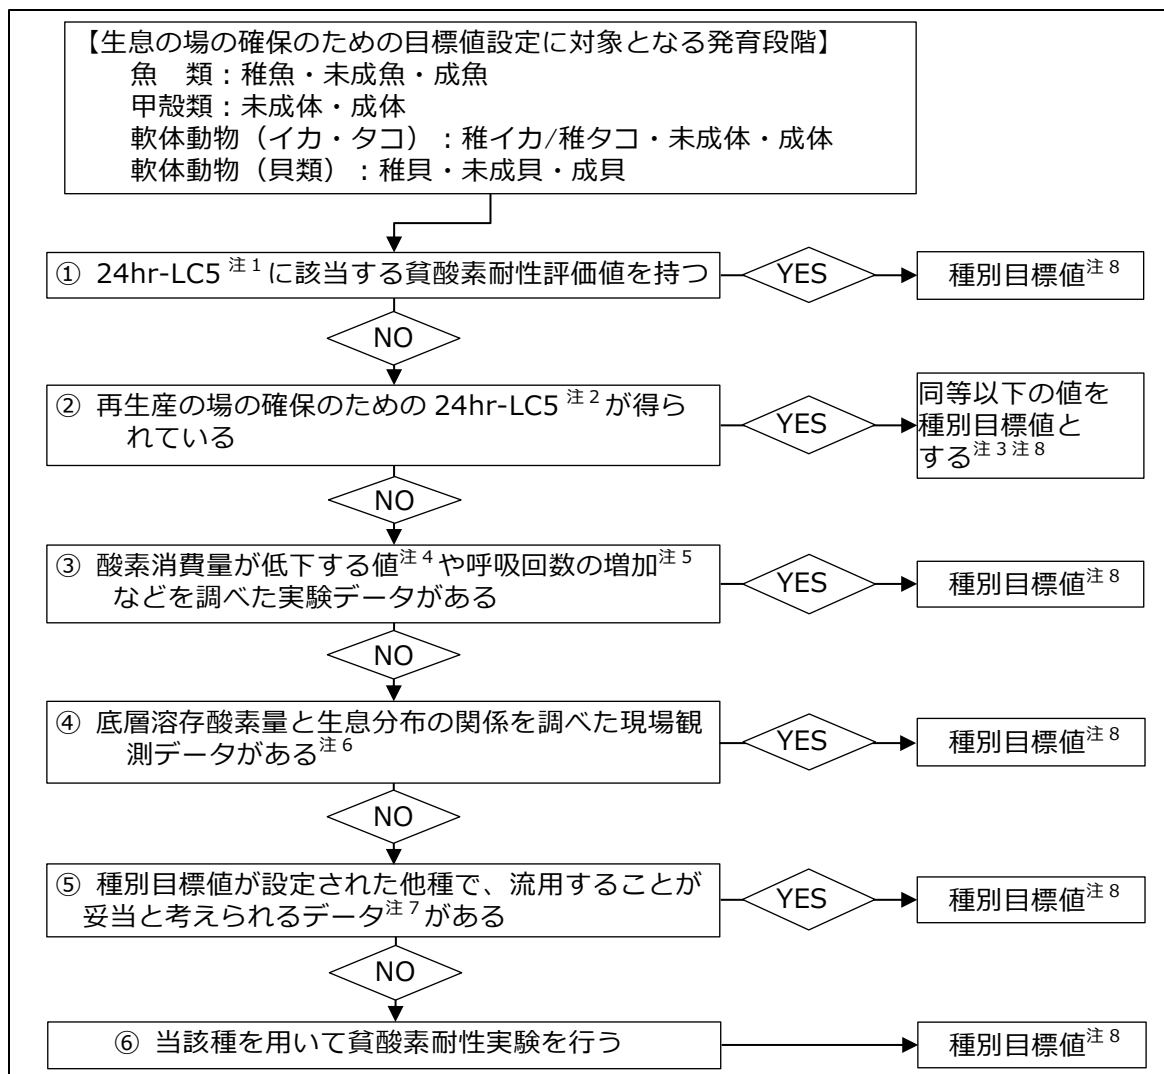 【生息の場の確保のための目標値設定に対象となる発育段階】
魚　類：稚魚・未成魚・成魚
甲殻類：未成体・成体
軟体動物（イカ・タコ）：稚イカ/稚タコ・未成体・成体
軟体動物（貝類）：稚貝・未成貝・成貝
① 24hr-LC5 注1 に該当する貧酸素耐性評価値を持つ
YES
種別目標値注8
NO
② 再生産の場の確保のための 24hr-LC5 注2 が得ら
れている
YES
同等以下の値を
種別目標値と
する注3注8
NO
③ 酸素消費量が低下する値注4や呼吸回数の増加注5
などを調べた実験データがある
YES
種別目標値注8
NO
④ 底層溶存酸素量と生息分布の関係を調べた現場観
測データがある注6
YES
種別目標値注8
NO
⑤ 種別目標値が設定された他種で、流用することが
妥当と考えられるデータ注7がある
YES
種別目標値注8
NO
⑥ 当該種を用いて貧酸素耐性実験を行う
種別目標値注8